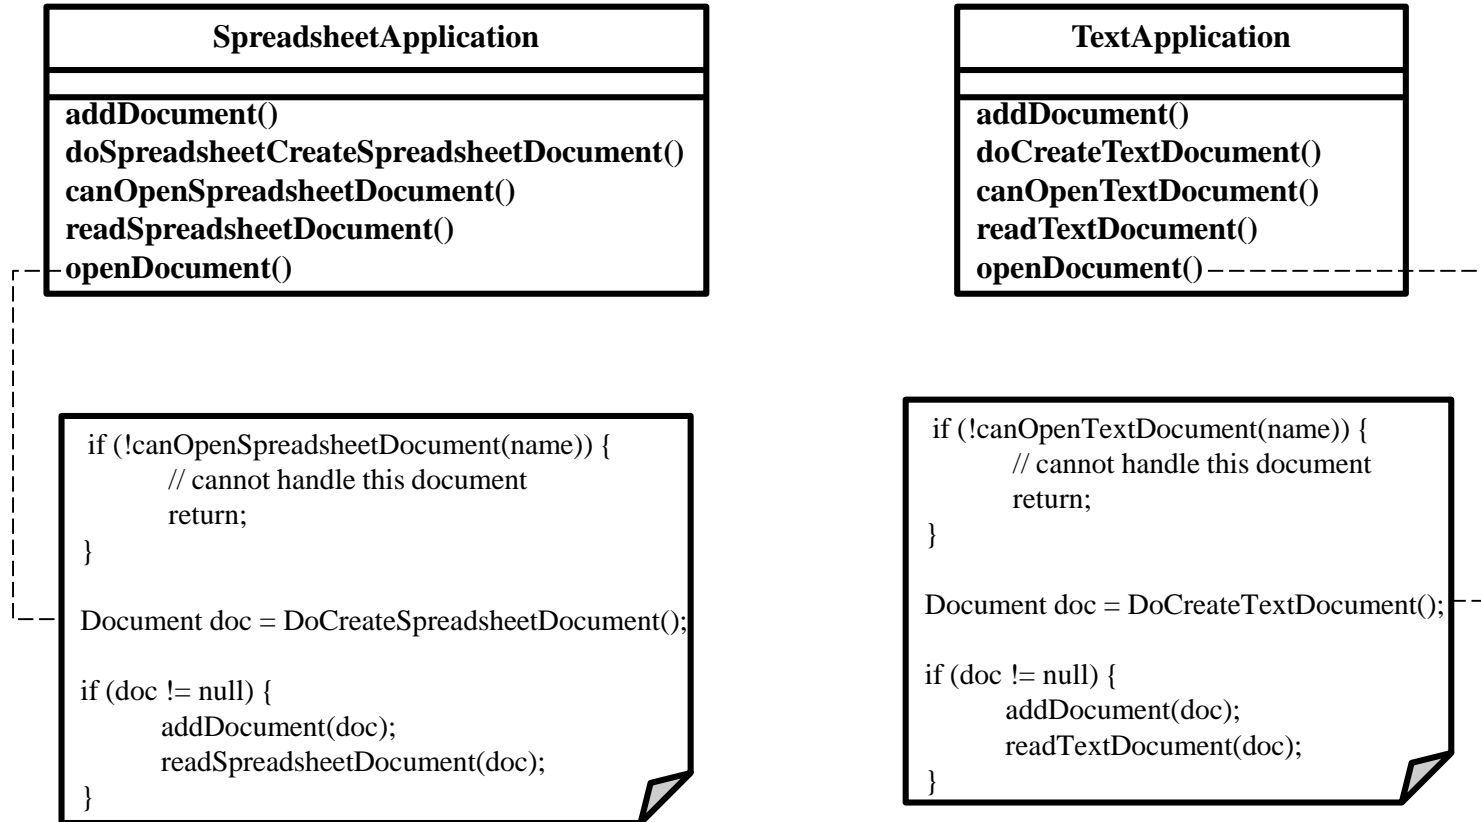 SpreadsheetApplication
addDocument()
doSpreadsheetCreateSpreadsheetDocument()
canOpenSpreadsheetDocument()
readSpreadsheetDocument()
openDocument()
TextApplication
addDocument()
doCreateTextDocument()
canOpenTextDocument()
readTextDocument()
openDocument()
if (!canOpenSpreadsheetDocument(name)) {
// cannot handle this document
return;
}
Document doc = DoCreateSpreadsheetDocument();
if (doc != null) {
addDocument(doc);
readSpreadsheetDocument(doc);
}
if (!canOpenTextDocument(name)) {
// cannot handle this document
return;
}
Document doc = DoCreateTextDocument();
if (doc != null) {
addDocument(doc);
readTextDocument(doc);
}